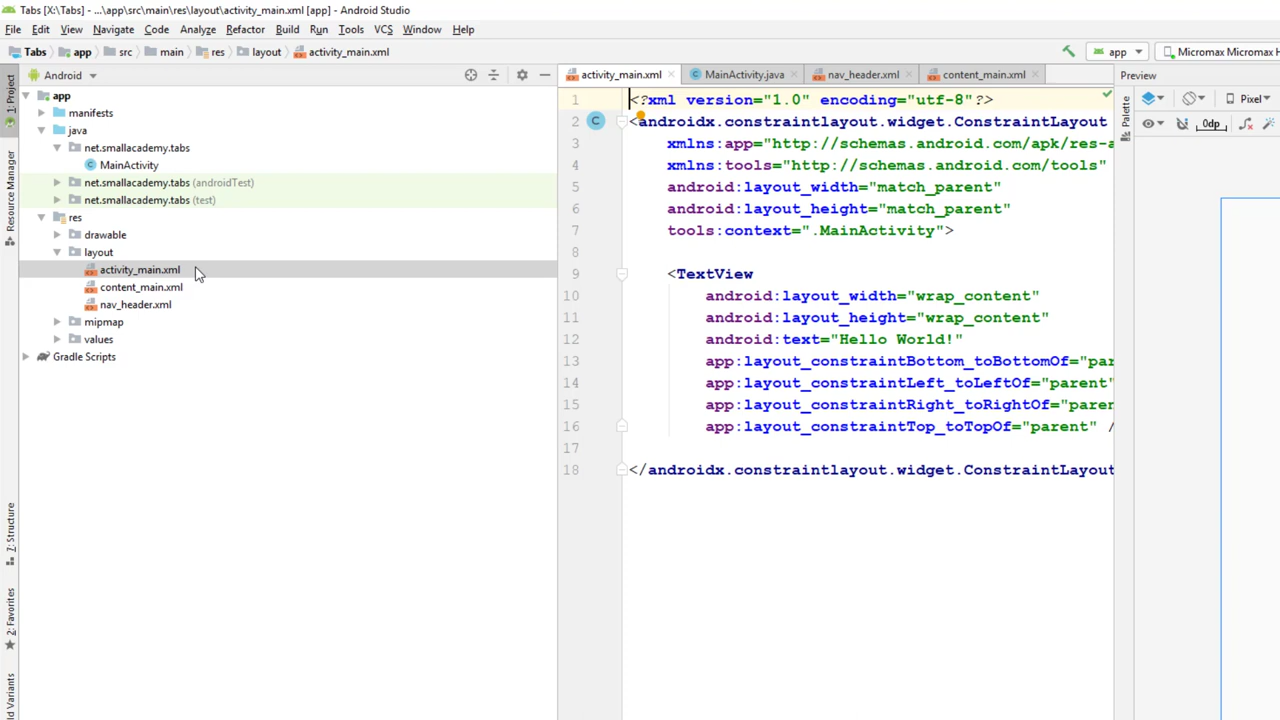 Tabs [X:\Tabs] - ...\app\src\main\res\layout\activity_main.xml [app] - Android Studio
File Edit View Navigate Code Analyze Refactor Build Run Tools VCS Window Help
Tabs app src main res layout activity_main.xml app Micromax Micromax H
1: Project
Resource Manager
7: Structure
2: Favorites
ld Variants
Android
app
manifests
java
net.smallacademy.tabs
MainActivity
net.smallacademy.tabs (androidTest)
net.smallacademy.tabs (test)
res
drawable
layout
activity_main.xml
content_main.xml
nav_header.xml
mipmap
values
Gradle Scripts
activity_main.xml MainActivity.java nav_header.xml content_main.xml
1 <?xml version="1.0" encoding="utf-8"?>
2 <androidx.constraintlayout.widget.ConstraintLayout
3 xmlns:app="http://schemas.android.com/apk/res-a
4 xmlns:tools="http://schemas.android.com/tools"
5 android:layout_width="match_parent"
6 android:layout_height="match_parent"
7 tools:context=".MainActivity">
8
9 <TextView
10 android:layout_width="wrap_content"
11 android:layout_height="wrap_content"
12 android:text="Hello World!"
13 app:layout_constraintBottom_toBottomOf="par
14 app:layout_constraintLeft_toLeftOf="parent"
15 app:layout_constraintRight_toRightOf="paren
16 app:layout_constraintTop_toTopOf="parent" /
17
18 </androidx.constraintlayout.widget.ConstraintLayout
Preview
Palette
Pixel
0dp